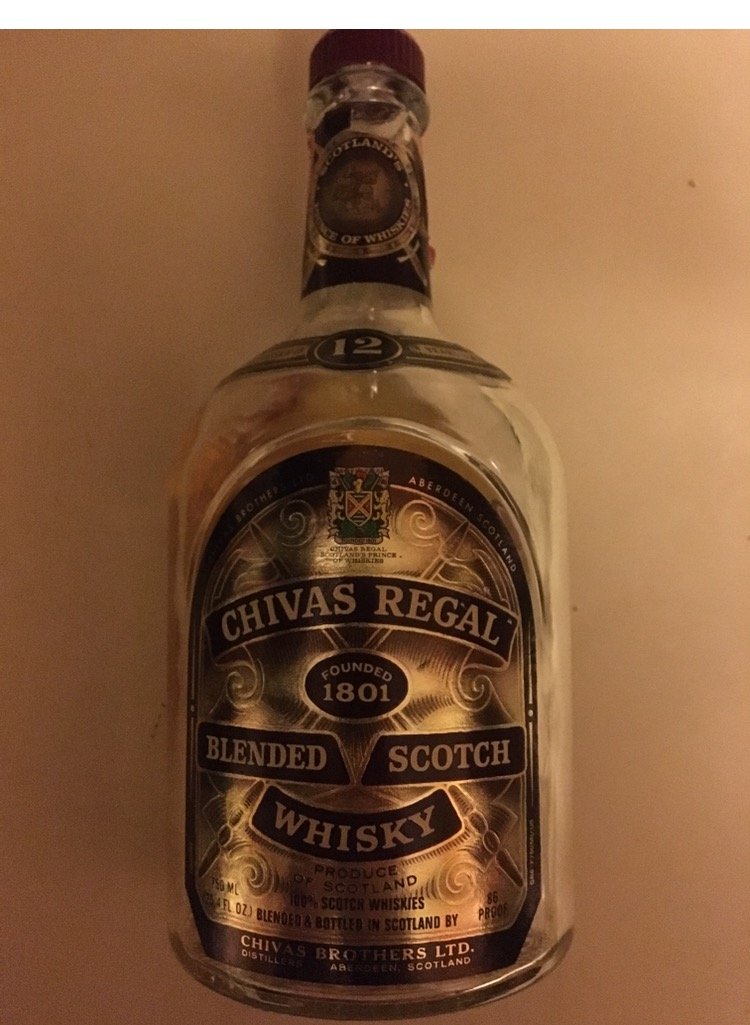 SCOTLAND'S
OF WHISKIES
12
BROTHERS LTD. ABERDEEN, SCOTLAND
CHIVAS REGAL
SCOTLAND'S PRINCE
OF WHISKIES
CHIVAS REGAL
FOUNDED
1801
BLENDED SCOTCH
WHISKY
PRODUCE
OF SCOTLAND
750 ML 100% SCOTCH WHISKIES 86
FL. OZ.) BLENDED & BOTTLED IN SCOTLAND BY PROOF
CHIVAS BROTHERS LTD.
DISTILLERS ABERDEEN, SCOTLAND